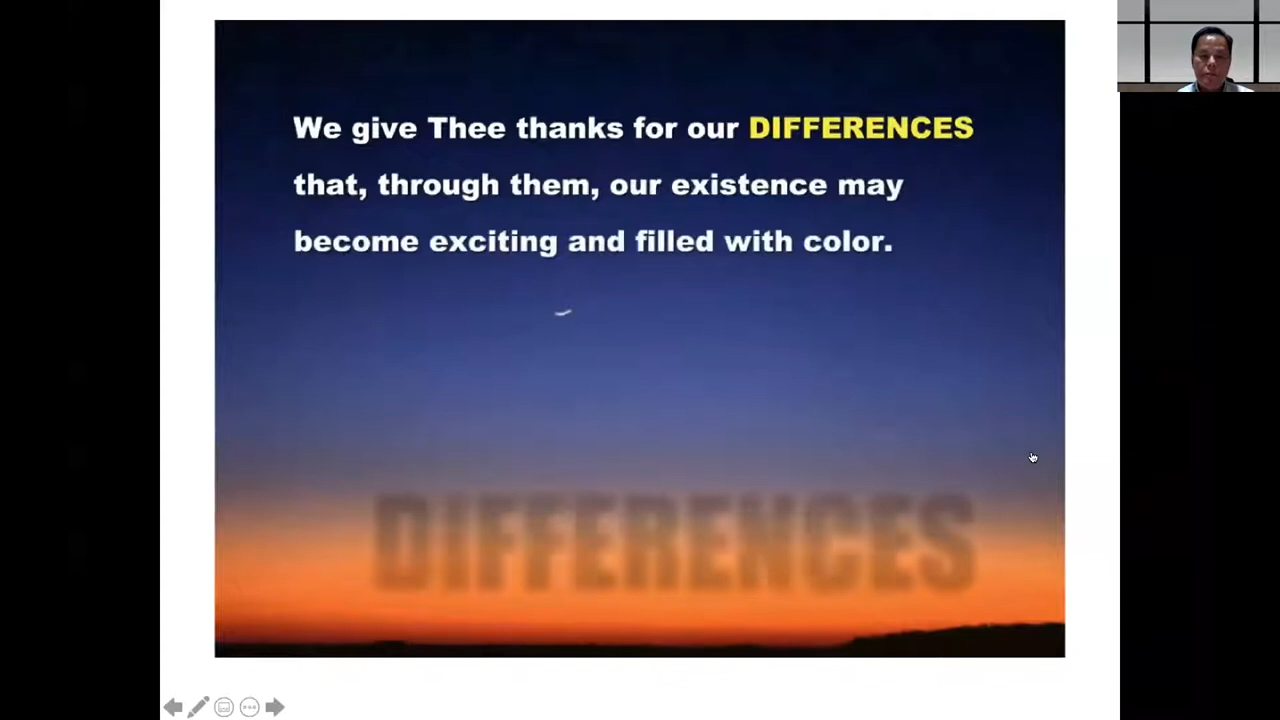 We give Thee thanks for our DIFFERENCES
that, through them, our existence may
become exciting and filled with color.
DIFFERENCES